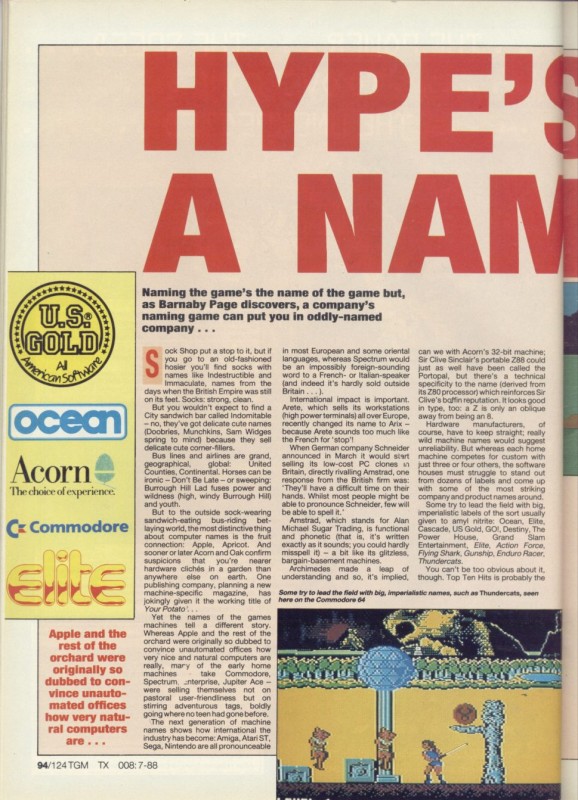 HYPE'S
A NAM
Naming the game's the name of the game but,
as Barnaby Page discovers, a company's
naming game can put you in oddly-named
company . . .
U.S.®
GOLD
All
American Software
ocean
Acorn
The choice of experience.
Commodore
elite
Apple and the
rest of the
orchard were
originally so
dubbed to con-
vince unauto-
mated offices
how very natu-
ral computers
are . . .
Sock Shop put a stop to it, but if
you go to an old-fashioned
hosier you'll find socks with
names like Indestructible and
Immaculate, names from the
days when the British Empire was still
on its feet. Socks: strong, clean.
But you wouldn't expect to find a
City sandwich bar called Indomitable
– no, they've got delicate cute names
(Doobries, Munchkins, Sam Widges
spring to mind) because they sell
delicate cute corner-fillers.
Bus lines and airlines are grand,
geographical, global: United
Counties, Continental. Horses can be
ironic – Don't Be Late – or sweeping:
Burrough Hill Lad fuses power and
wildness (high, windy Burrough Hill)
and youth.
But to the outside sock-wearing
sandwich-eating bus-riding bet-
laying world, the most distinctive thing
about computer names is the fruit
connection: Apple, Apricot. And
sooner or later Acorn and Oak confirm
suspicions that you're nearer
hardware clichés in a garden than
anywhere else on earth. One
publishing company, planning a new
machine-specific magazine, has
jokingly given it the working title of
Your Potato . . .
Yet the names of the games
machines tell a different story.
Whereas Apple and the rest of the
orchard were originally so dubbed to
convince unautomated offices how
very nice and natural computers are
really, many of the early home
machines – take Commodore,
Spectrum, Enterprise, Jupiter Ace –
were selling themselves not on
pastoral user-friendliness but on
stirring adventurous tags, boldly
going where no teen had gone before.
The next generation of machine
names shows how international the
industry has become: Amiga, Atari ST,
Sega, Nintendo are all pronounceable
in most European and some oriental
languages, whereas Spectrum would
be an impossibly foreign-sounding
word to a French- or Italian-speaker
(and indeed it's hardly sold outside
Britain . . . ).
International impact is important.
Arete, which sells its workstations
(high power terminals) all over Europe,
recently changed its name to Arix –
because Arete sounds too much like
the French for 'stop'!
When German company Schneider
announced in March it would start
selling its low-cost PC clones in
Britain, directly rivalling Amstrad, one
response from the British firm was:
'They'll have a difficult time on their
hands. Whilst most people might be
able to pronounce Schneider, few will
be able to spell it.'
Amstrad, which stands for Alan
Michael Sugar Trading, is functional
and phonetic (that is, it's written
exactly as it sounds; you could hardly
misspell it) – a bit like its glitzless,
bargain-basement machines.
Archimedes made a leap of
understanding and so, it's implied,
can we with Acorn's 32-bit machine;
Sir Clive Sinclair's portable Z88 could
just as well have been called the
Portopal, but there's a technical
specificity to the name (derived from
its Z80 processor) which reinforces Sir
Clive's boffin reputation. It looks good
in type, too: a Z is only an oblique
away from being an 8.
Hardware manufacturers, of
course, have to keep straight; really
wild machine names would suggest
unreliability. But whereas each home
machine competes for custom with
just three or four others, the software
houses must struggle to stand out
from dozens of labels and come up
with some of the most striking
company and product names around.
Some try to lead the field with big,
imperialistic labels of the sort usually
given to amyl nitrite: Ocean, Elite,
Cascade, US Gold, GO!, Destiny, The
Power House, Grand Slam
Entertainment, Elite, Action Force,
Flying Shark, Gunship, Enduro Racer,
Thundercats.
You can't be too obvious about it,
though. Top Ten Hits is probably the
Some try to lead the field with big, imperialistic names, such as Thundercats, seen
here on the Commodore 64
94/124 TGM TX 008:7-88